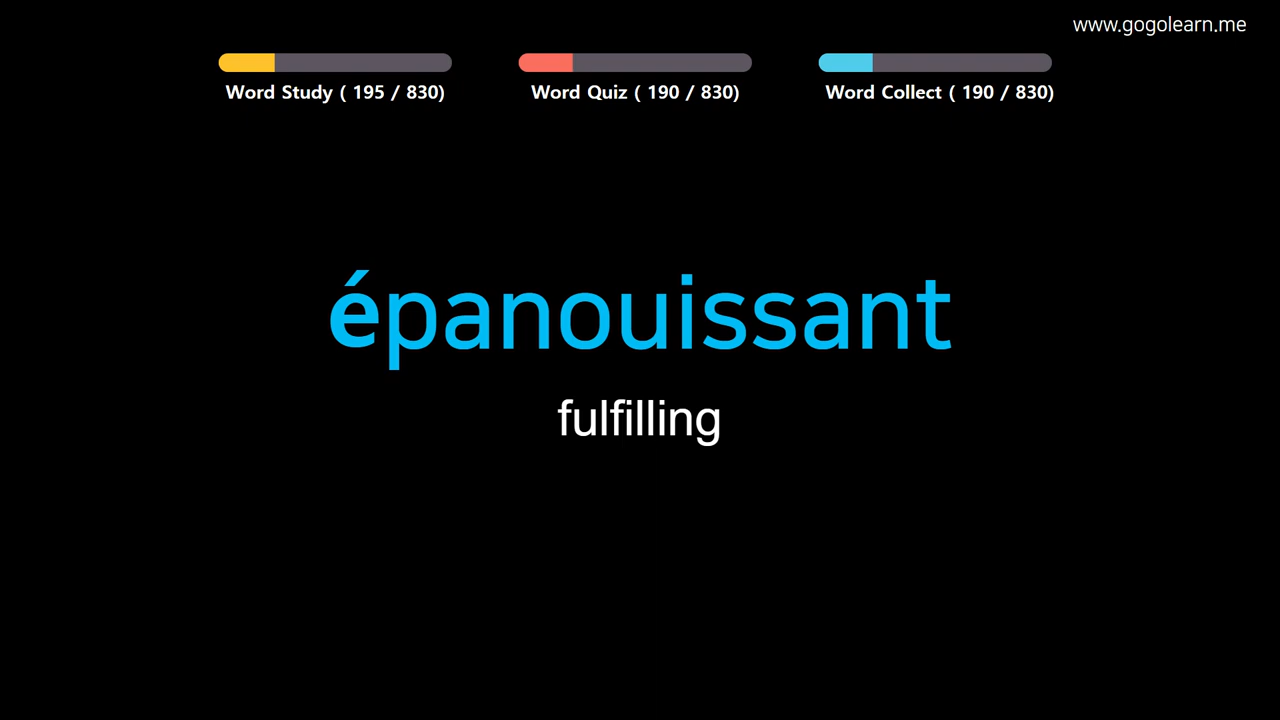 www.gogolearn.me
Word Study ( 195 / 830)
Word Quiz ( 190 / 830)
Word Collect ( 190 / 830)
épanouissant
fulfilling